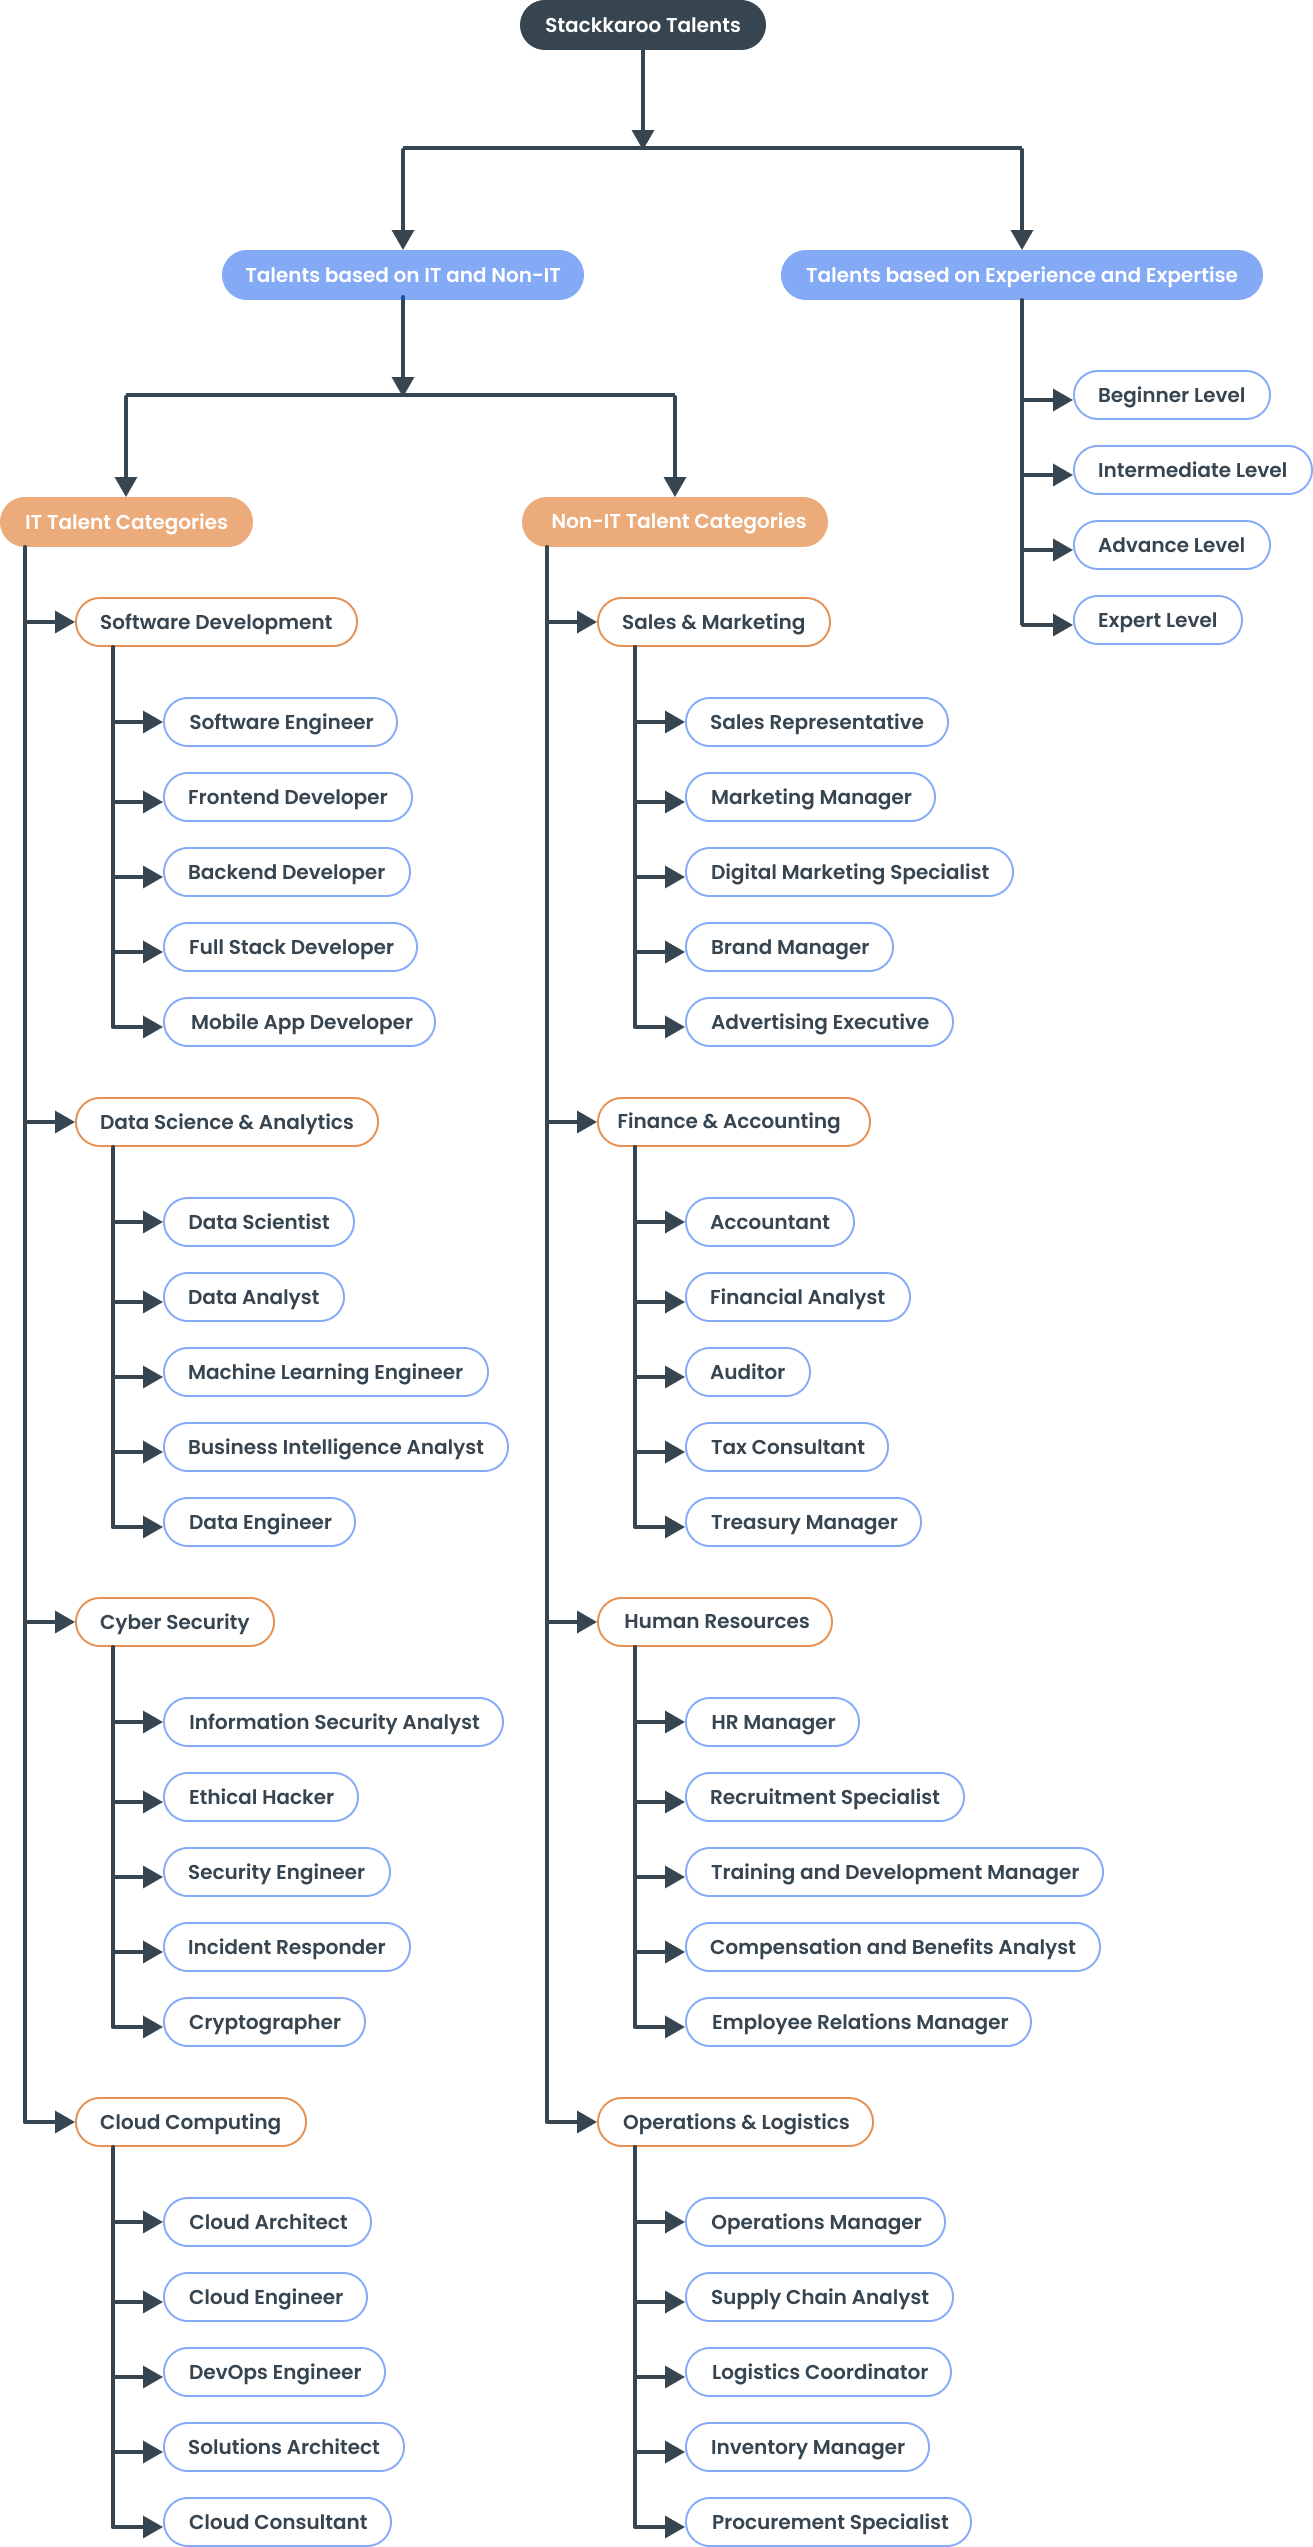 Stackkaroo Talents
Talents based on IT and Non-IT
Talents based on Experience and Expertise
Beginner Level
Intermediate Level
Advance Level
Expert Level
IT Talent Categories
Software Development
Software Engineer
Frontend Developer
Backend Developer
Full Stack Developer
Mobile App Developer
Data Science & Analytics
Data Scientist
Data Analyst
Machine Learning Engineer
Business Intelligence Analyst
Data Engineer
Cyber Security
Information Security Analyst
Ethical Hacker
Security Engineer
Incident Responder
Cryptographer
Cloud Computing
Cloud Architect
Cloud Engineer
DevOps Engineer
Solutions Architect
Cloud Consultant
Non-IT Talent Categories
Sales & Marketing
Sales Representative
Marketing Manager
Digital Marketing Specialist
Brand Manager
Advertising Executive
Finance & Accounting
Accountant
Financial Analyst
Auditor
Tax Consultant
Treasury Manager
Human Resources
HR Manager
Recruitment Specialist
Training and Development Manager
Compensation and Benefits Analyst
Employee Relations Manager
Operations & Logistics
Operations Manager
Supply Chain Analyst
Logistics Coordinator
Inventory Manager
Procurement Specialist